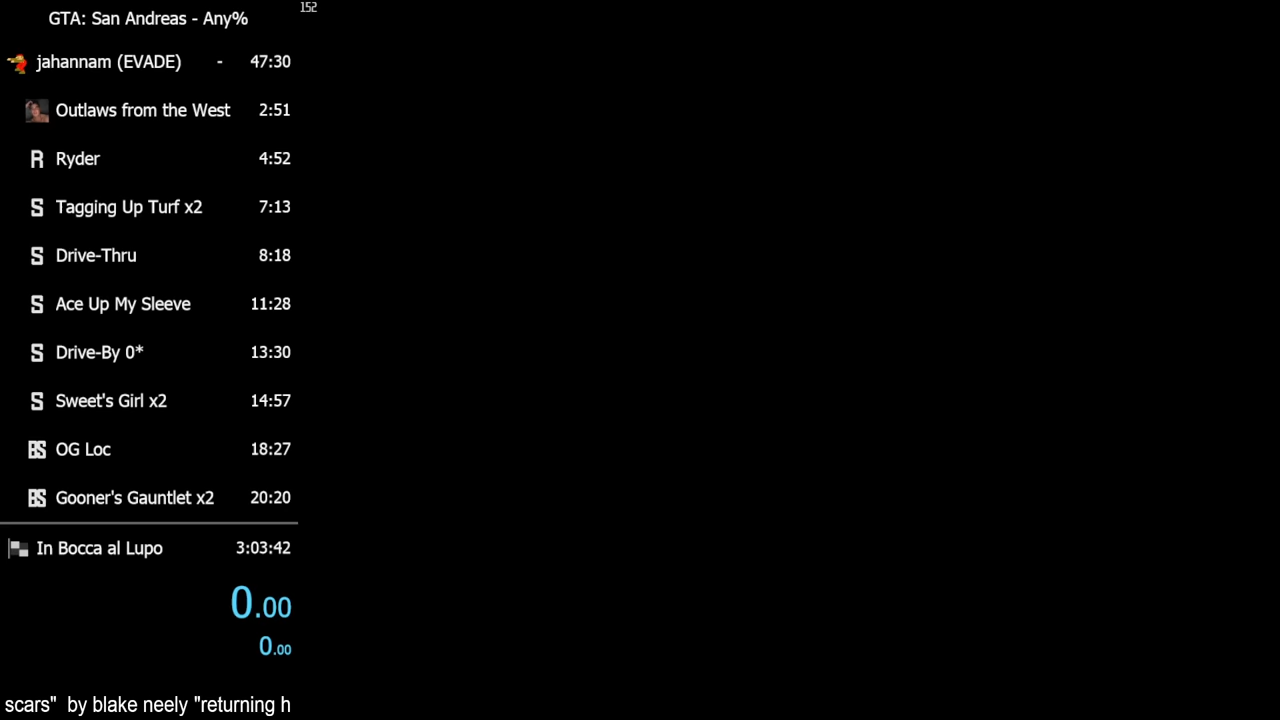 152
GTA: San Andreas - Any%
jahannam (EVADE) - 47:30
Outlaws from the West 2:51
R Ryder 4:52
S Tagging Up Turf x2 7:13
S Drive-Thru 8:18
S Ace Up My Sleeve 11:28
S Drive-By 0* 13:30
S Sweet's Girl x2 14:57
BS OG Loc 18:27
BS Gooner's Gauntlet x2 20:20
In Bocca al Lupo 3:03:42
0.00
0.00
scars"  by blake neely "returning h